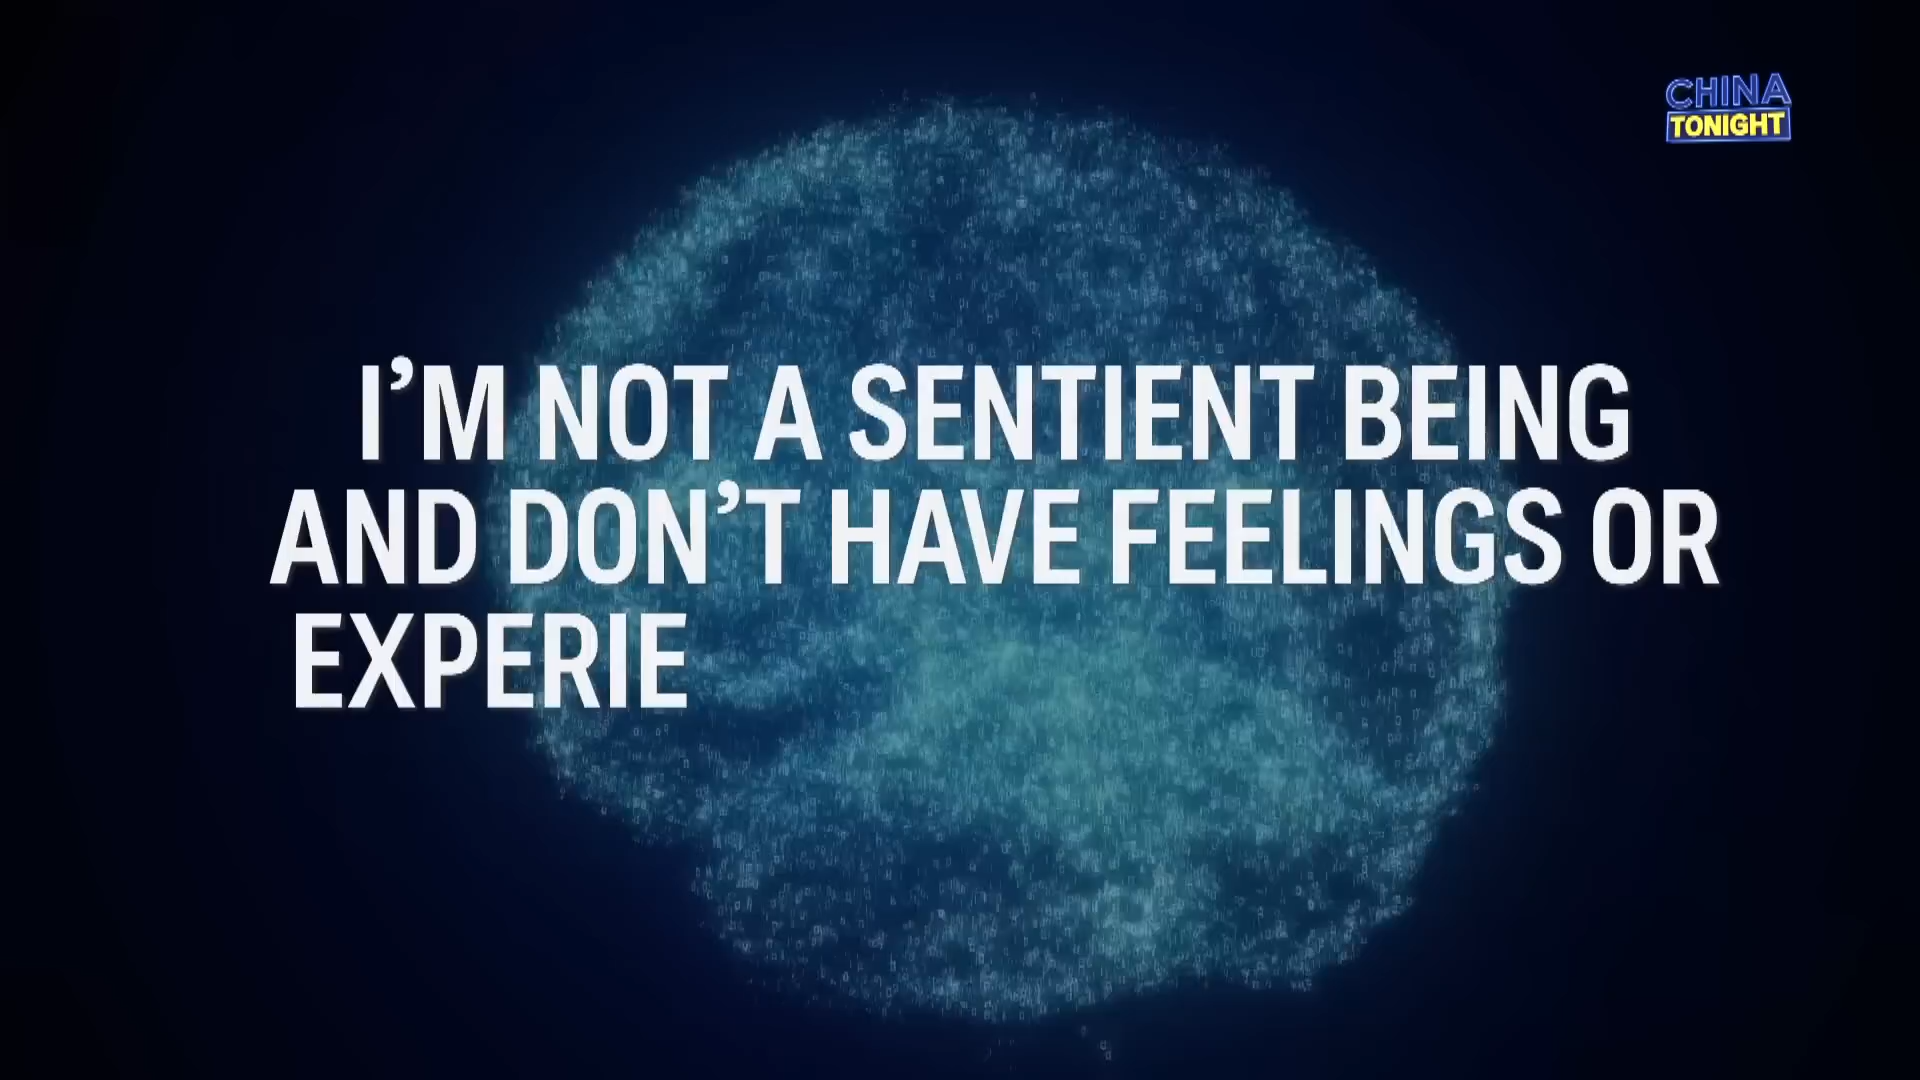 CHINA
TONIGHT
I'M NOT A SENTIENT BEING
AND DON'T HAVE FEELINGS OR
EXPERIE